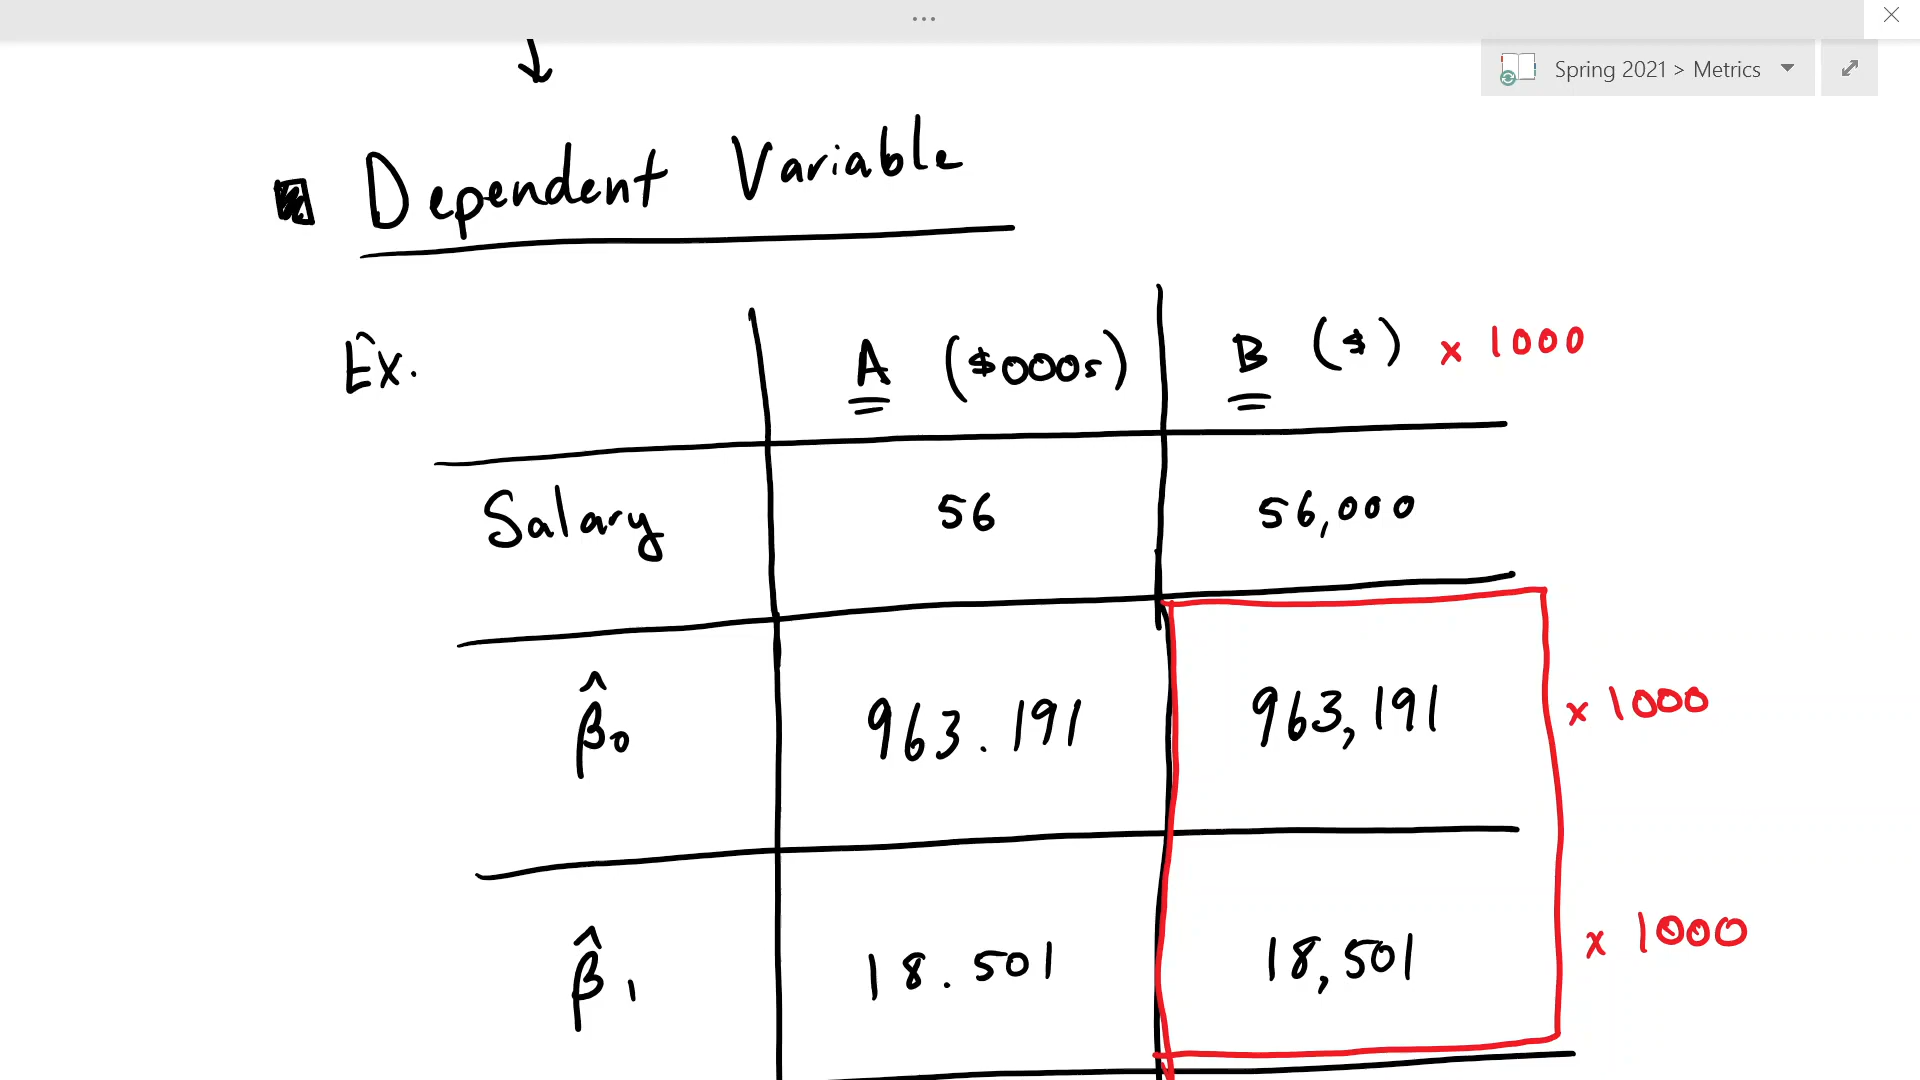 ...
Spring 2021 > Metrics
Dependent Variable
Ex. A ($000s) B ($) x 1000
Salary 56 56,000
β̂₀ 963.191 963,191 x 1000
β̂₁ 18.501 18,501 x 1000